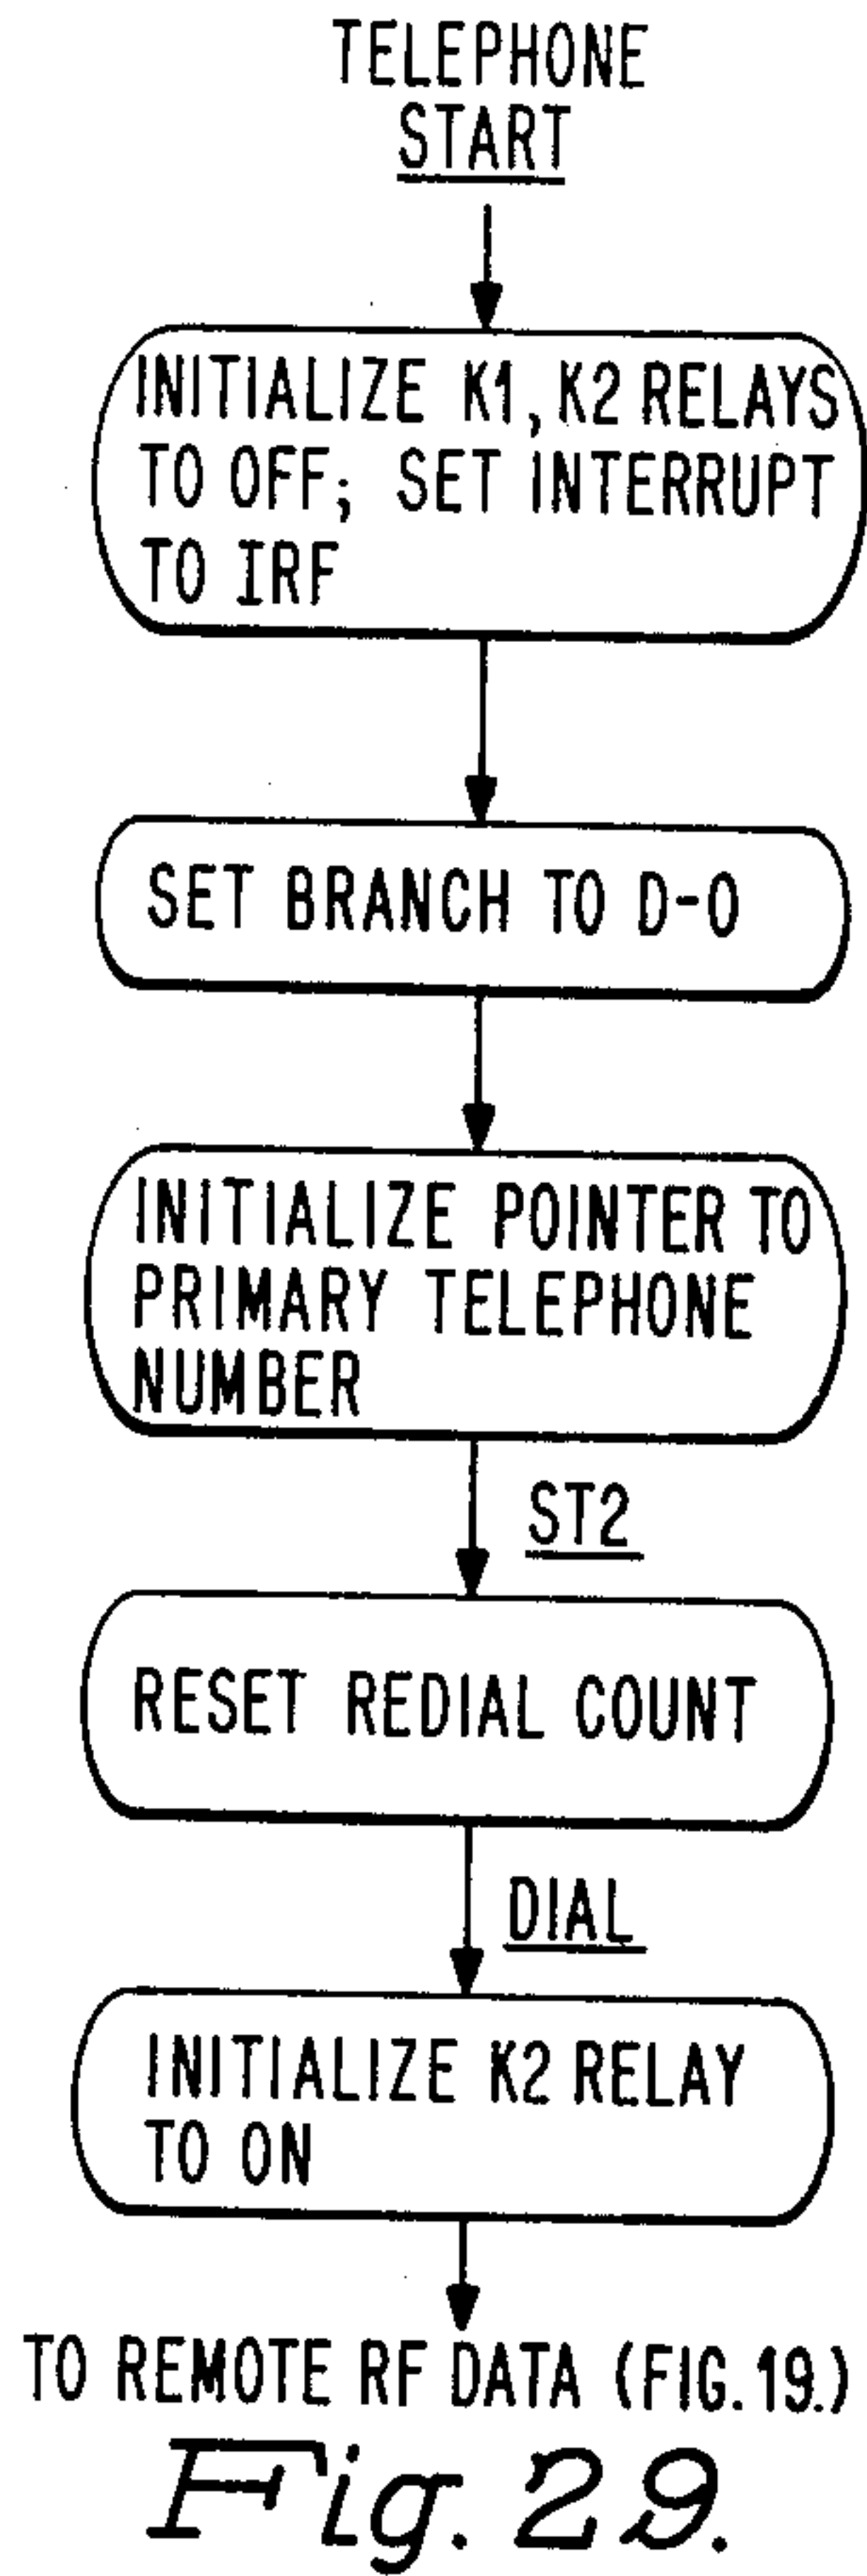 TELEPHONE
START
INITIALIZE K1, K2 RELAYS
TO OFF; SET INTERRUPT
TO IRF
SET BRANCH TO D-0
INITIALIZE POINTER TO
PRIMARY TELEPHONE
NUMBER
ST2
RESET REDIAL COUNT
DIAL
INITIALIZE K2 RELAY
TO ON
TO REMOTE RF DATA (FIG. 19.)
Fig. 29.